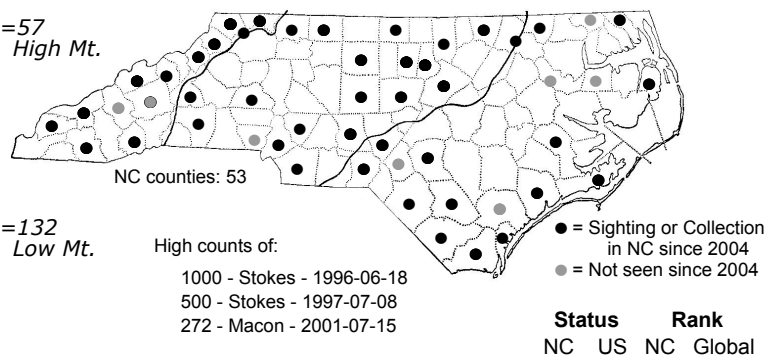 =57
High Mt.
NC counties: 53
=132
Low Mt.
High counts of:
1000 - Stokes - 1996-06-18
500 - Stokes - 1997-07-08
272 - Macon - 2001-07-15
● = Sighting or Collection
in NC since 2004
● = Not seen since 2004
Status Rank
NC US NC Global